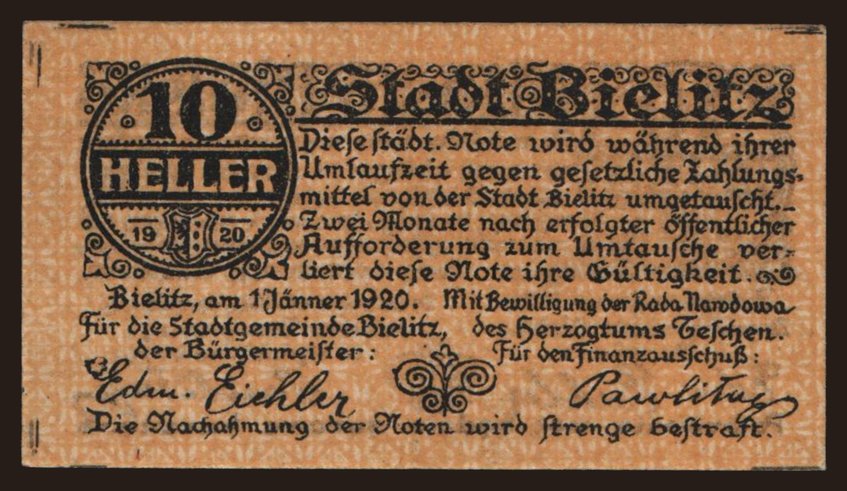 10
HELLER
19 20
Stadt Bielitz
Diese städt. Note wird während ihrer
Umlaufzeit gegen gesetzliche Zahlungs-
mittel von der Stadt Bielitz umgetauscht._
Zwei Monate nach erfolgter öffentlicher
Aufforderung zum Umtausche ver-
liert diese Note ihre Gültigkeit.
Bielitz, am 1 Jänner 1920. Mit Bewilligung der Rada Narodowa
Für die Stadtgemeinde Bielitz, des Herzogtums Teschen.
der Bürgermeister: Für den Finanzausschuß:
Edm. Eichler
Die Nachahmung der Noten wird strenge bestraft.